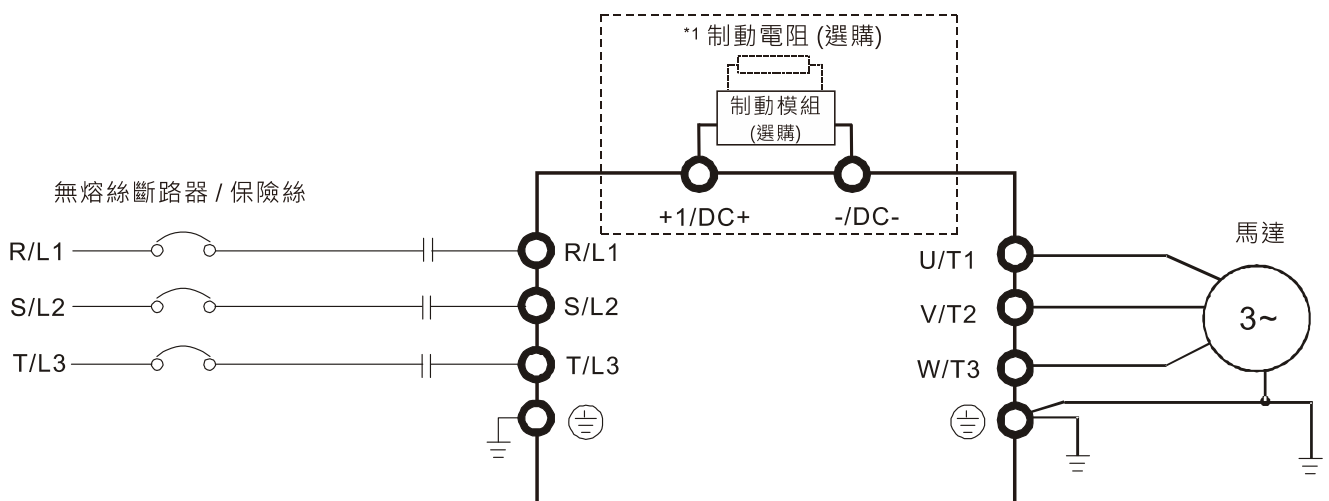 *1 制動電阻 (選購)
制動模組
(選購)
無熔絲斷路器 / 保險絲
+1/DC+
-/DC-
馬達
R/L1
R/L1
U/T1
S/L2
S/L2
V/T2
3~
T/L3
T/L3
W/T3